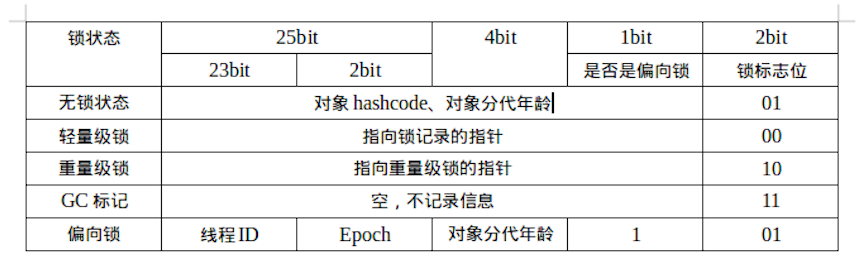 锁状态 25bit 4bit 1bit 2bit
23bit 2bit 是否是偏向锁 锁标志位
无锁状态 对象 hashcode、对象分代年龄 01
轻量级锁 指向锁记录的指针 00
重量级锁 指向重量级锁的指针 10
GC 标记 空，不记录信息 11
偏向锁 线程 ID Epoch 对象分代年龄 1 01